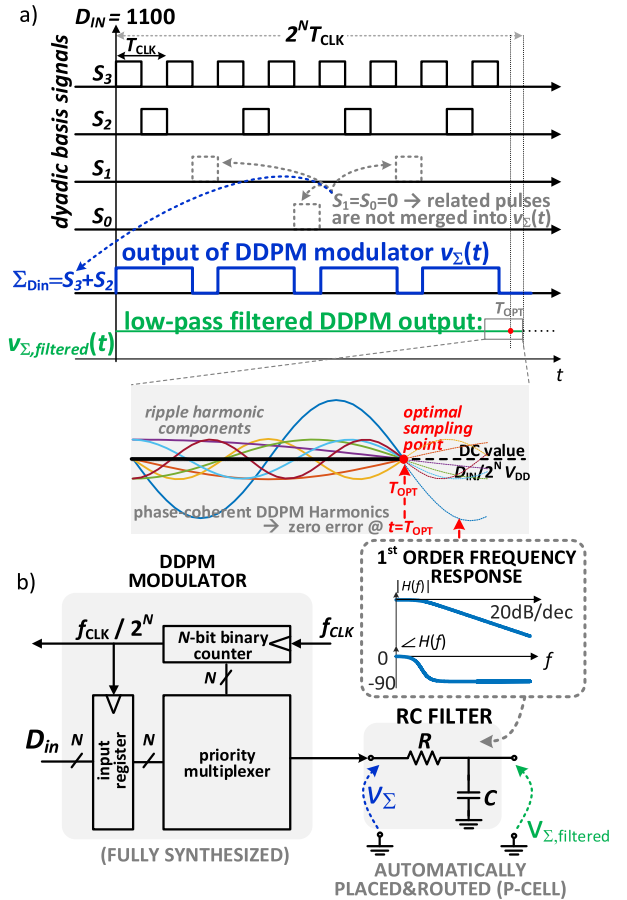 a)
D_IN = 1100
2^N T_CLK
T_CLK
dyadic basis signals
S_3
S_2
S_1
S_1=S_0=0 → related pulses
are not merged into v_Σ(t)
S_0
output of DDPM modulator v_Σ(t)
Σ_Din=S_3+S_2
T_OPT
low-pass filtered DDPM output:
v_Σ,filtered(t)
t
ripple harmonic
components
optimal
sampling
point
DC value
D_IN/2^N V_DD
T_OPT
phase-coherent DDPM Harmonics
→ zero error @ t=T_OPT
b)
DDPM
MODULATOR
1st ORDER FREQUENCY
RESPONSE
|H(f)|
20dB/dec
∠H(f)
0
-90
f
f_CLK / 2^N
N-bit binary
counter
f_CLK
N
D_in
N
input
register
N
priority
multiplexer
RC FILTER
R
C
V_Σ
V_Σ,filtered
(FULLY SYNTHESIZED)
AUTOMATICALLY
PLACED&ROUTED (P-CELL)